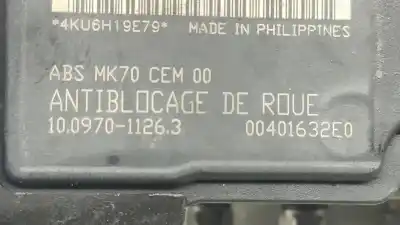 *4KU6H19E79* MADE IN PHILIPPINES
ABS MK70 CEM 00
ANTIBLOCAGE DE ROUE
10.0970-1126.3 00401632E0